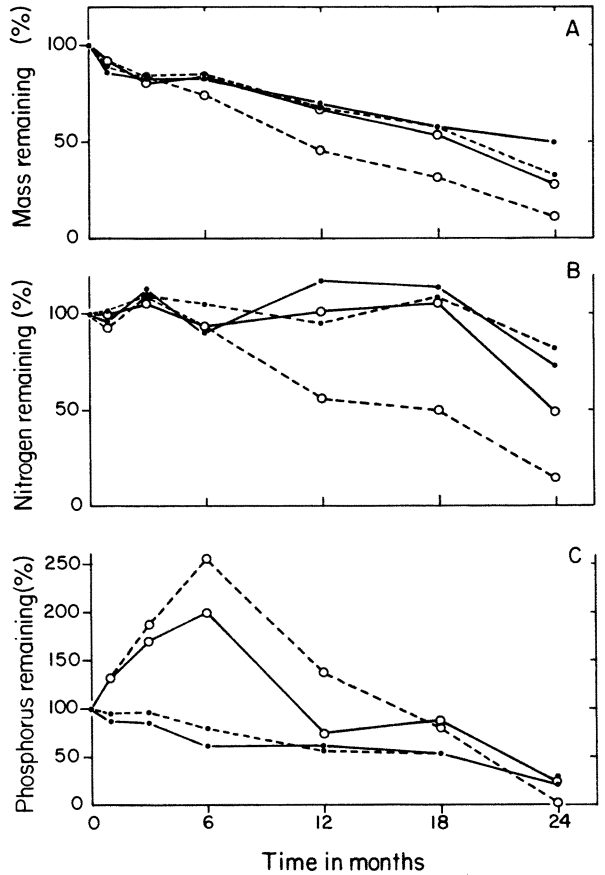 Mass remaining (%)
100
50
0
A
Nitrogen remaining (%)
100
50
0
B
Phosphorus remaining(%)
250
200
150
100
50
0
C
0 6 12 18 24
Time in months